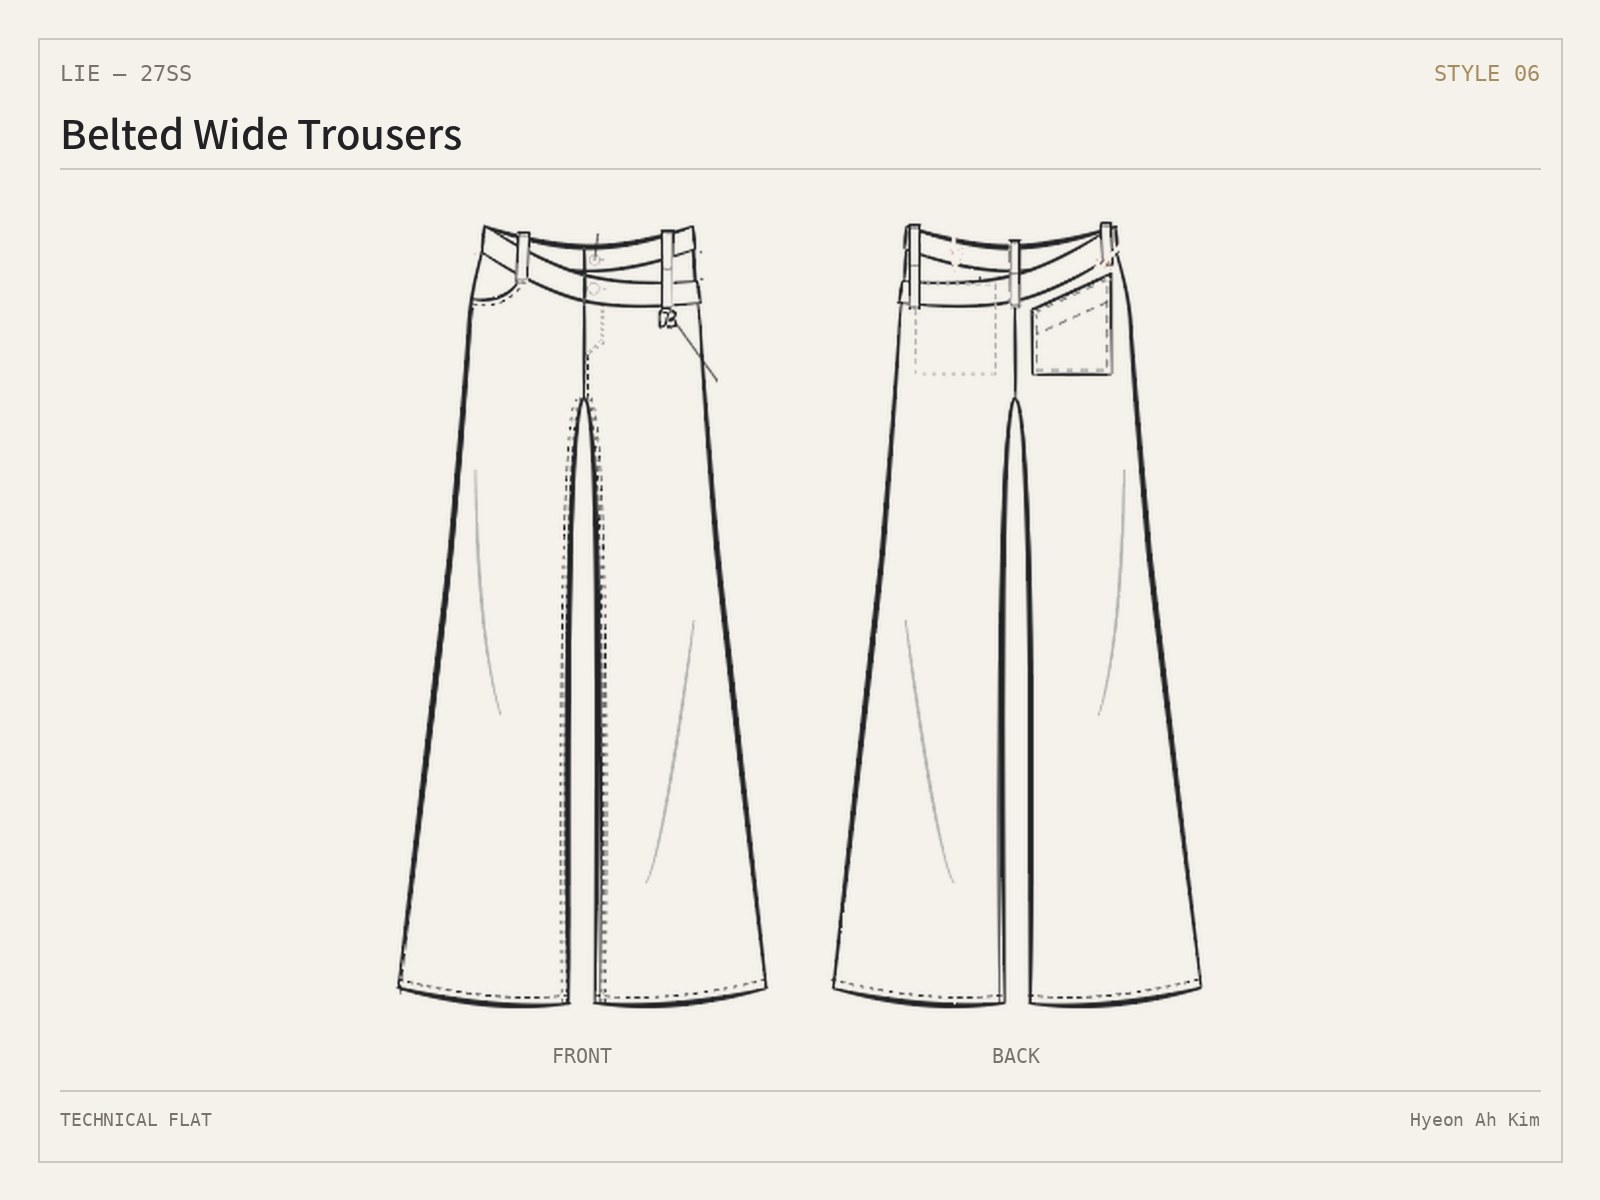 LIE — 27SS
STYLE 06
Belted Wide Trousers
FRONT
BACK
TECHNICAL FLAT
Hyeon Ah Kim